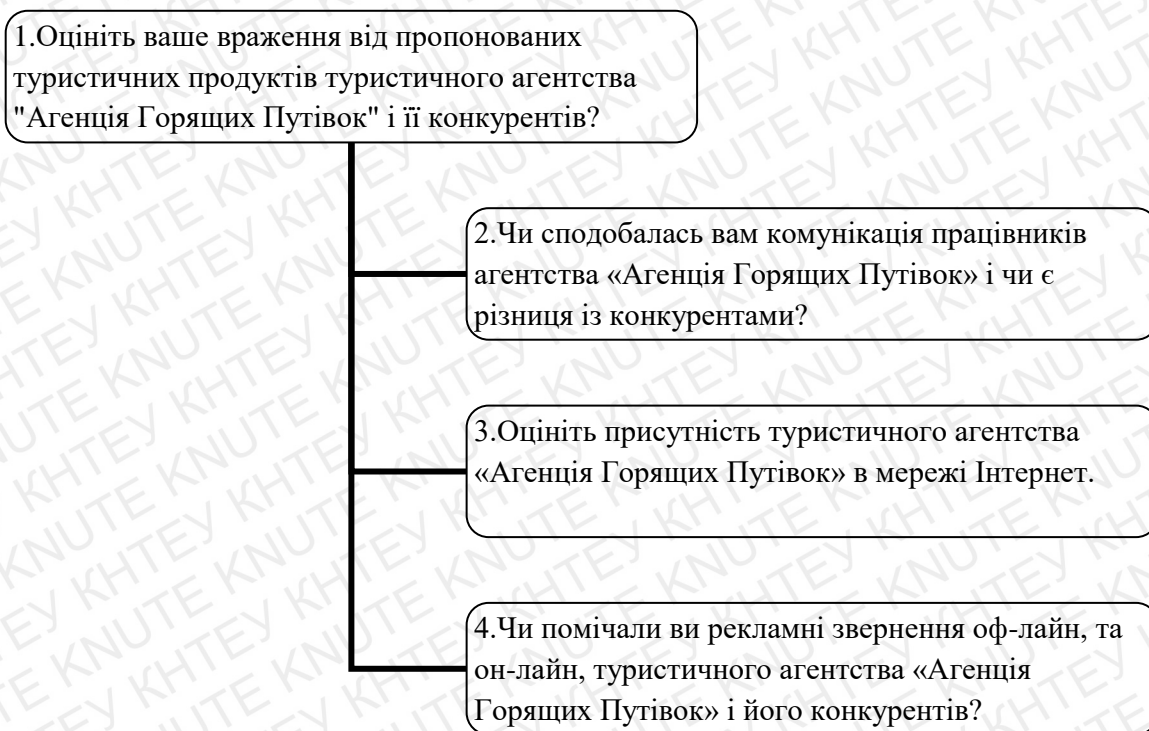 1.Оцініть ваше враження від пропонованих
туристичних продуктів туристичного агентства
"Агенція Горящих Путівок" і її конкурентів?
2.Чи сподобалась вам комунікація працівників
агентства «Агенція Горящих Путівок» і чи є
різниця із конкурентами?
3.Оцініть присутність туристичного агентства
«Агенція Горящих Путівок» в мережі Інтернет.
4.Чи помічали ви рекламні звернення оф-лайн, та
он-лайн, туристичного агентства «Агенція
Горящих Путівок» і його конкурентів?